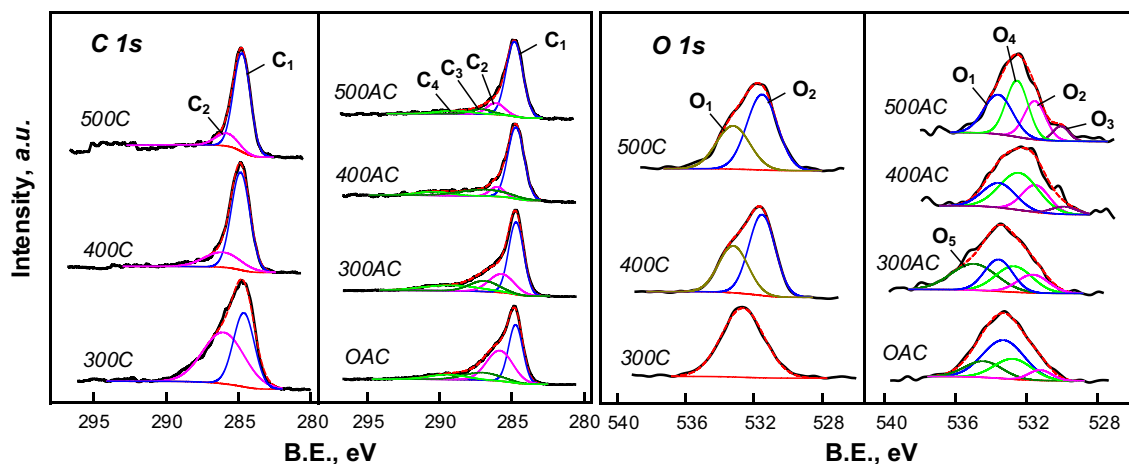 Intensity, a.u.
C 1s
C₁
C₂
500C
400C
300C
C₁
C₂
C₃
C₄
500AC
400AC
300AC
OAC
295 290 285 280 295 290 285 280
B.E., eV
O 1s
O₁
O₂
500C
400C
300C
O₄
O₁
O₂
O₃
500AC
400AC
O₅
300AC
OAC
540 536 532 528 540 536 532 528
B.E., eV